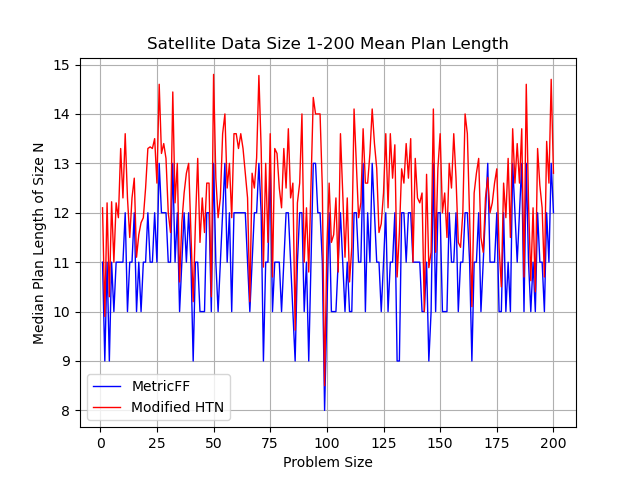 Satellite Data Size 1-200 Mean Plan Length
Median Plan Length of Size N
15
14
13
12
11
10
9
8
MetricFF
Modified HTN
0 25 50 75 100 125 150 175 200
Problem Size